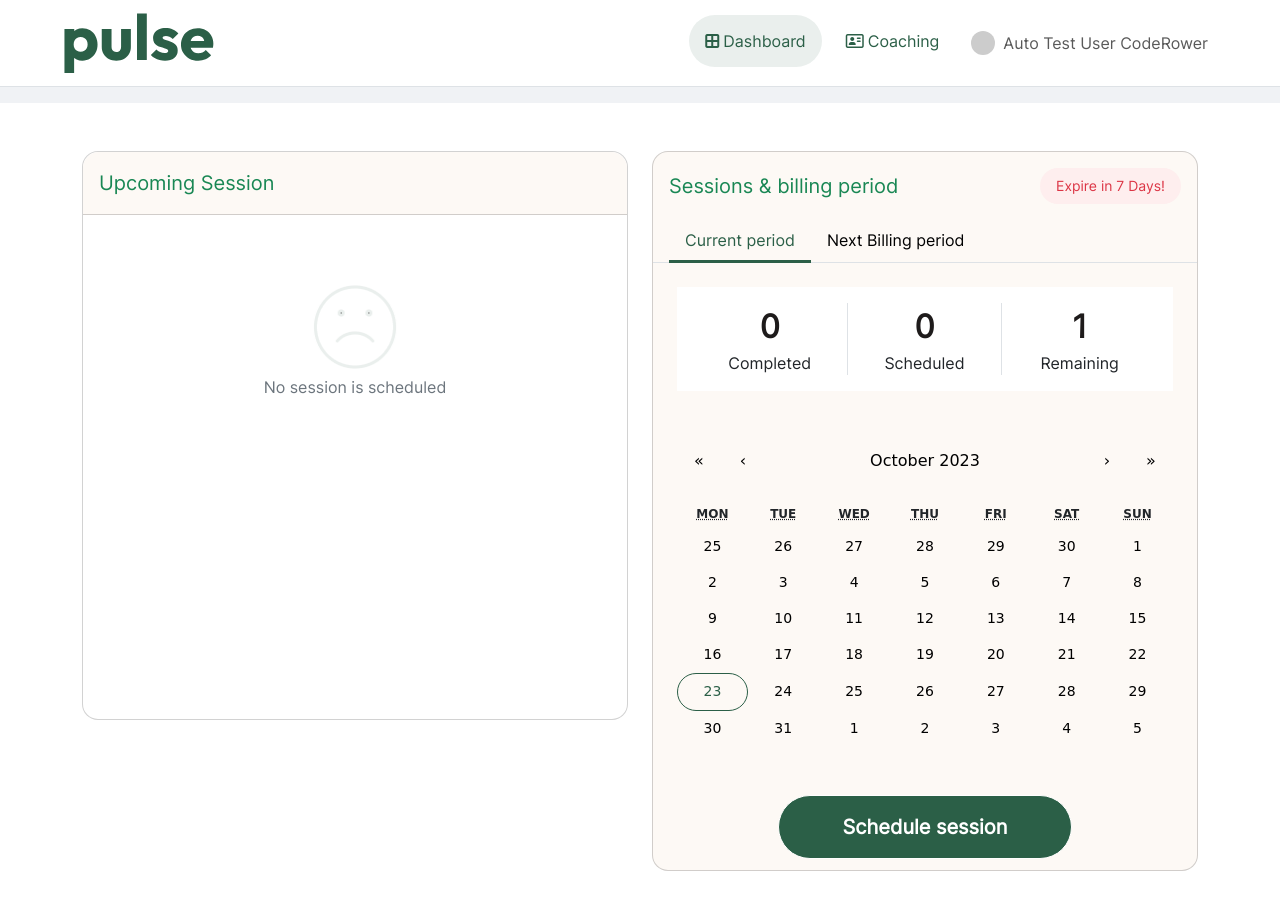 pulse
Dashboard
Coaching
Auto Test User CodeRower
Upcoming Session
No session is scheduled
Sessions & billing period
Expire in 7 Days!
Current period
Next Billing period
0 0 1
Completed Scheduled Remaining
« ‹ October 2023 › »
MON TUE WED THU FRI SAT SUN
25 26 27 28 29 30 1
2 3 4 5 6 7 8
9 10 11 12 13 14 15
16 17 18 19 20 21 22
23 24 25 26 27 28 29
30 31 1 2 3 4 5
Schedule session